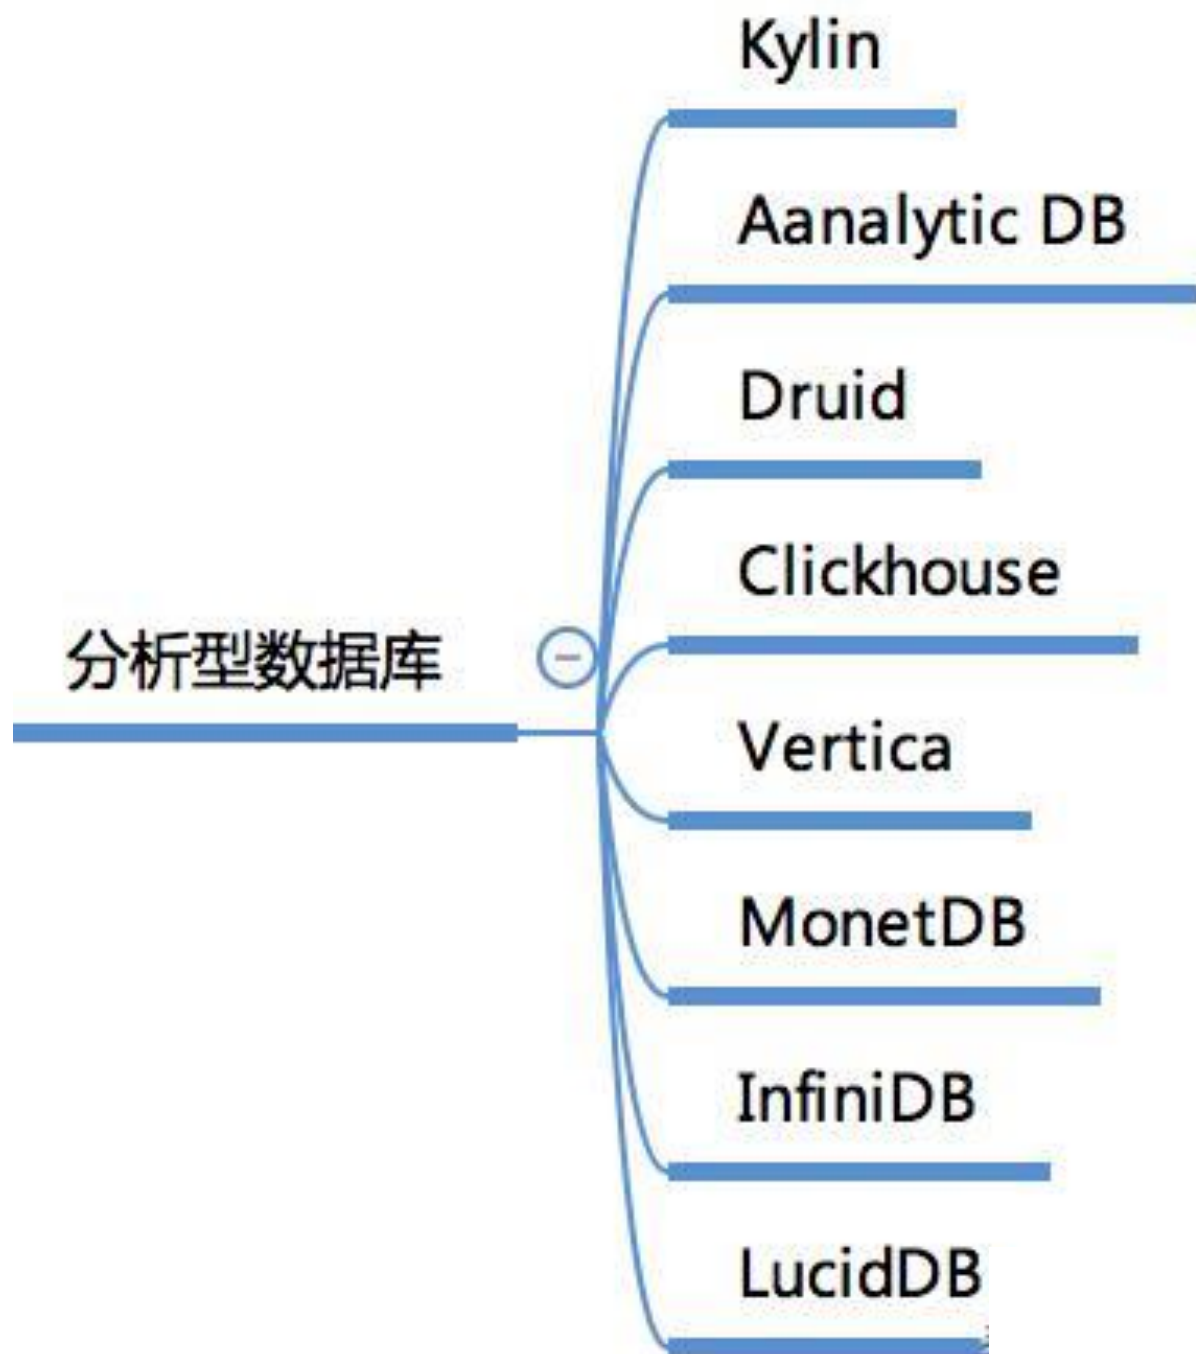 Kylin
Aanalytic DB
Druid
Clickhouse
分析型数据库
Vertica
MonetDB
InfiniDB
LucidDB